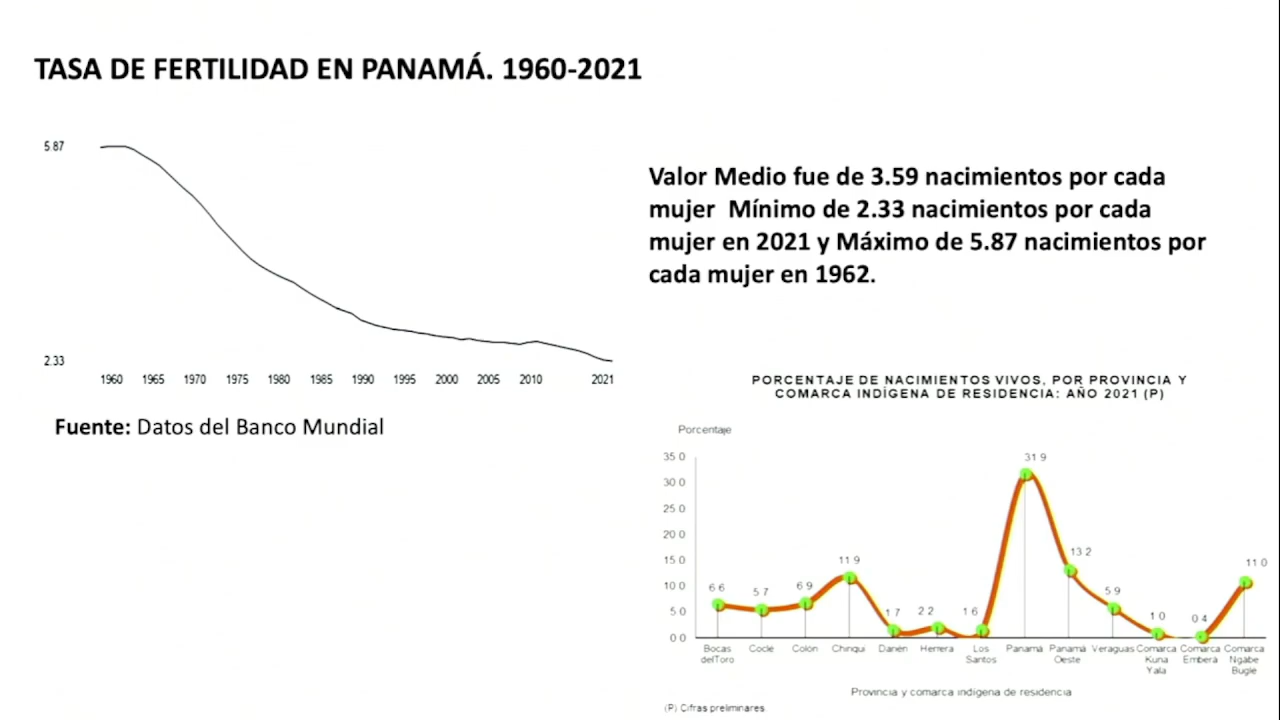 TASA DE FERTILIDAD EN PANAMÁ. 1960-2021
5.87
2.33
1960 1965 1970 1975 1980 1985 1990 1995 2000 2005 2010 2021
Fuente: Datos del Banco Mundial
Valor Medio fue de 3.59 nacimientos por cada
mujer Mínimo de 2.33 nacimientos por cada
mujer en 2021 y Máximo de 5.87 nacimientos por
cada mujer en 1962.
PORCENTAJE DE NACIMIENTOS VIVOS, POR PROVINCIA Y
COMARCA INDÍGENA DE RESIDENCIA: AÑO 2021 (P)
Porcentaje
35 0
30 0
25 0
20 0
15 0
10 0
5 0
0 0
6 6 5 7 6 9 11 9 1 7 2 2 1 6 31 9 13 2 5 9 1 0 0 4 11 0
Bocas Coclé Colón Chiriquí Darién Herrera Los Panamá Panamá Veraguas Comarca Comarca Comarca
delToro Santos Oeste Kuna Emberá Ngäbe
Yala Buglé
Provincia y comarca indígena de residencia
(P) Cifras preliminares